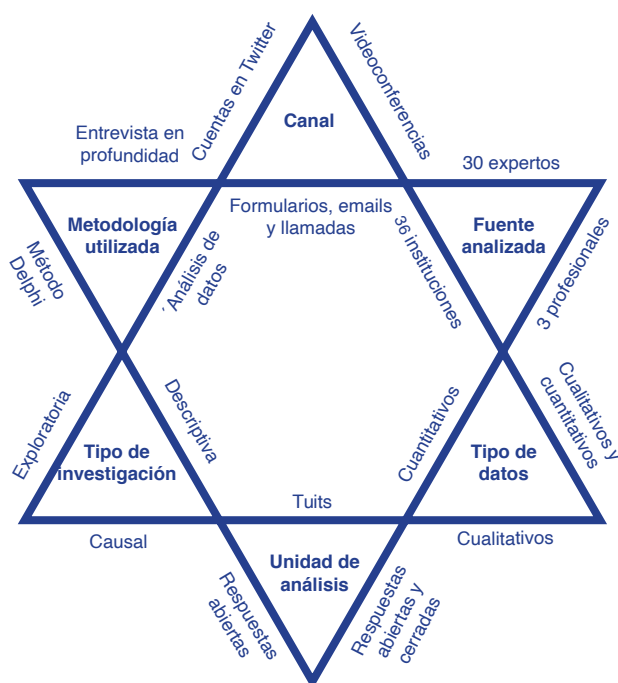 Cuentas en Twitter
Videoconferencias
Canal
Entrevista en
profundidad
30 expertos
Formularios, emails
y llamadas
Metodología
utilizada
Fuente
analizada
Método
Delphi
´Análisis de
datos
36 instituciones
3 profesionales
Exploratoria
Descriptiva
Cuantitativos
Cualitativos y
cuantitativos
Tipo de
investigación
Tipo de
datos
Causal
Tuits
Cualitativos
Unidad de
análisis
Respuestas
abiertas
Respuestas
abiertas y
cerradas